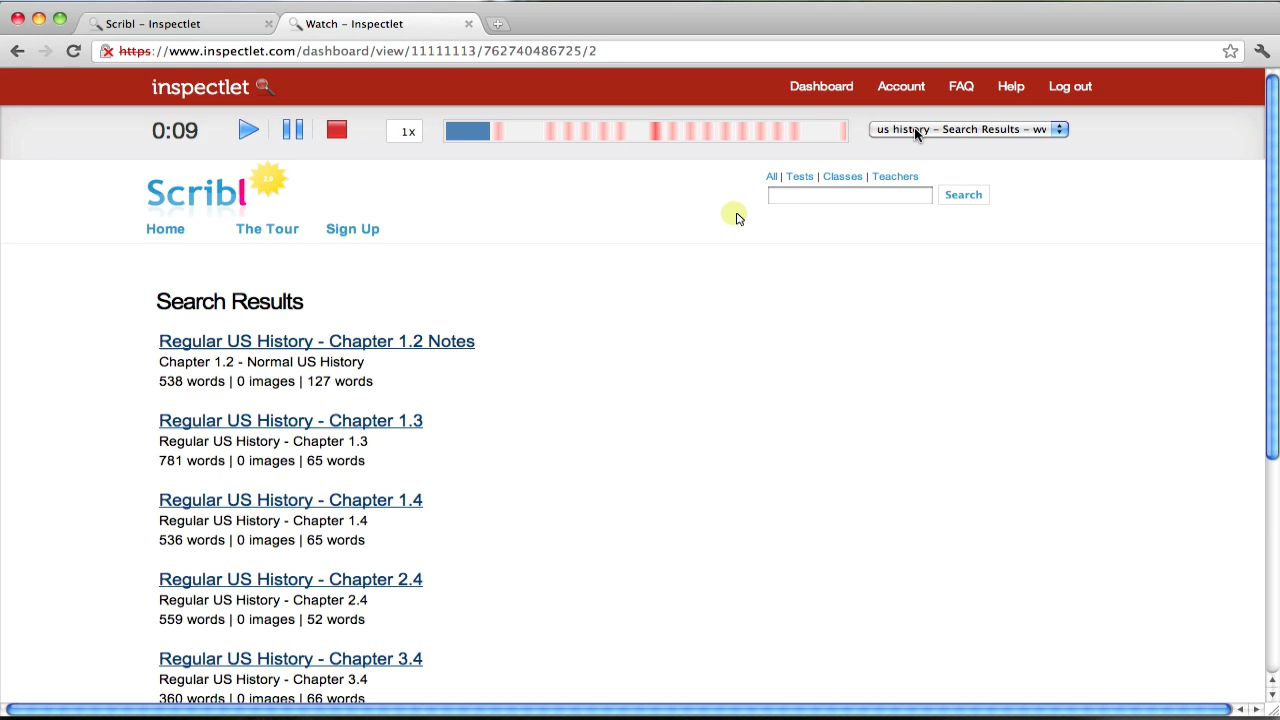 Scribl – Inspectlet
Watch – Inspectlet
https://www.inspectlet.com/dashboard/view/11111113/762740486725/2
inspectlet
Dashboard Account FAQ Help Log out
0:09 1x us history – Search Results – wv
Scribl 2.0
All | Tests | Classes | Teachers
Search
Home The Tour Sign Up
Search Results
Regular US History - Chapter 1.2 Notes
Chapter 1.2 - Normal US History
538 words | 0 images | 127 words
Regular US History - Chapter 1.3
Regular US History - Chapter 1.3
781 words | 0 images | 65 words
Regular US History - Chapter 1.4
Regular US History - Chapter 1.4
536 words | 0 images | 65 words
Regular US History - Chapter 2.4
Regular US History - Chapter 2.4
559 words | 0 images | 52 words
Regular US History - Chapter 3.4
Regular US History - Chapter 3.4
360 words | 0 images | 66 words